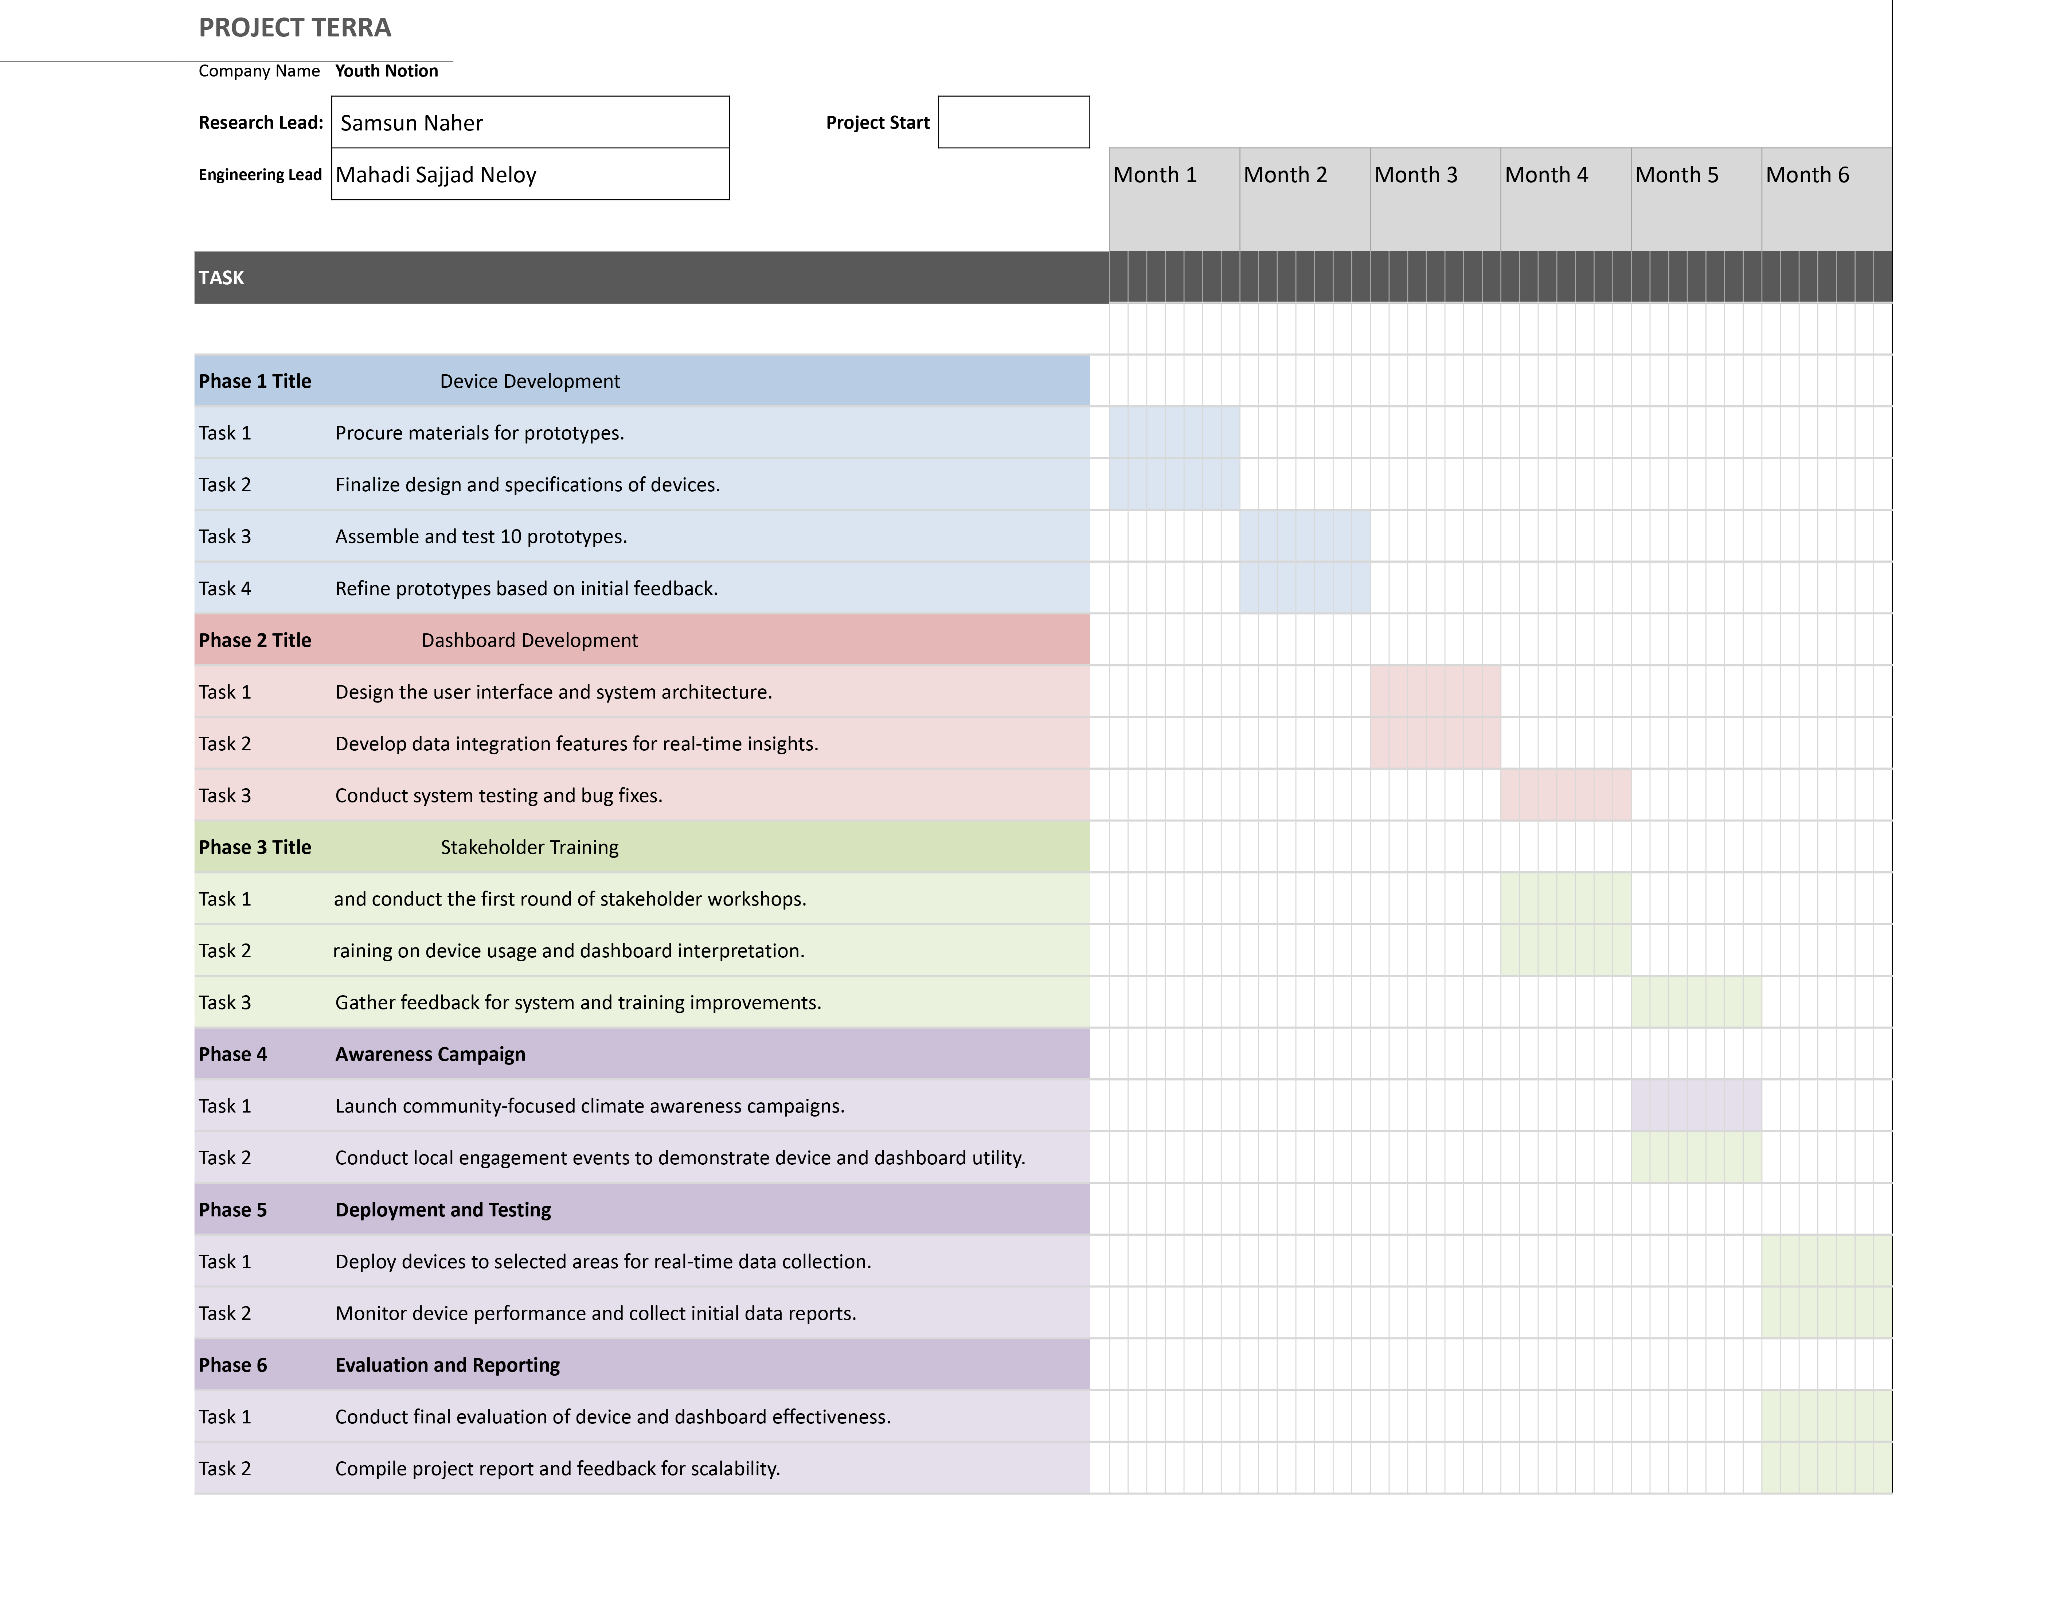 PROJECT TERRA
Company Name Youth Notion
Research Lead: Samsun Naher Project Start
Engineering Lead Mahadi Sajjad Neloy
Month 1 Month 2 Month 3 Month 4 Month 5 Month 6
TASK
Phase 1 Title Device Development
Task 1 Procure materials for prototypes.
Task 2 Finalize design and specifications of devices.
Task 3 Assemble and test 10 prototypes.
Task 4 Refine prototypes based on initial feedback.
Phase 2 Title Dashboard Development
Task 1 Design the user interface and system architecture.
Task 2 Develop data integration features for real-time insights.
Task 3 Conduct system testing and bug fixes.
Phase 3 Title Stakeholder Training
Task 1 and conduct the first round of stakeholder workshops.
Task 2 raining on device usage and dashboard interpretation.
Task 3 Gather feedback for system and training improvements.
Phase 4 Awareness Campaign
Task 1 Launch community-focused climate awareness campaigns.
Task 2 Conduct local engagement events to demonstrate device and dashboard utility.
Phase 5 Deployment and Testing
Task 1 Deploy devices to selected areas for real-time data collection.
Task 2 Monitor device performance and collect initial data reports.
Phase 6 Evaluation and Reporting
Task 1 Conduct final evaluation of device and dashboard effectiveness.
Task 2 Compile project report and feedback for scalability.